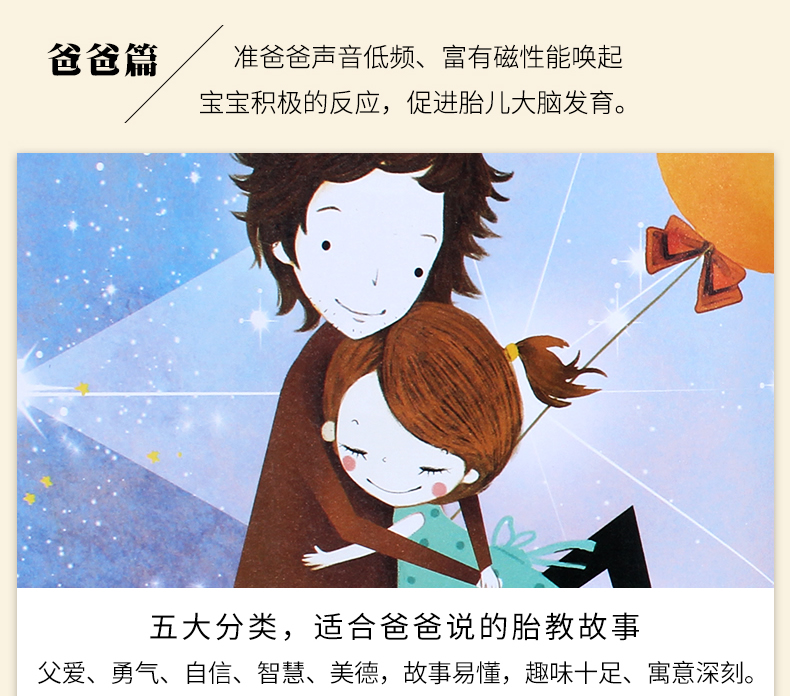 爸爸篇
准爸爸声音低频、富有磁性能唤起
宝宝积极的反应，促进胎儿大脑发育。
五大分类，适合爸爸说的胎教故事
父爱、勇气、自信、智慧、美德，故事易懂，趣味十足、寓意深刻。